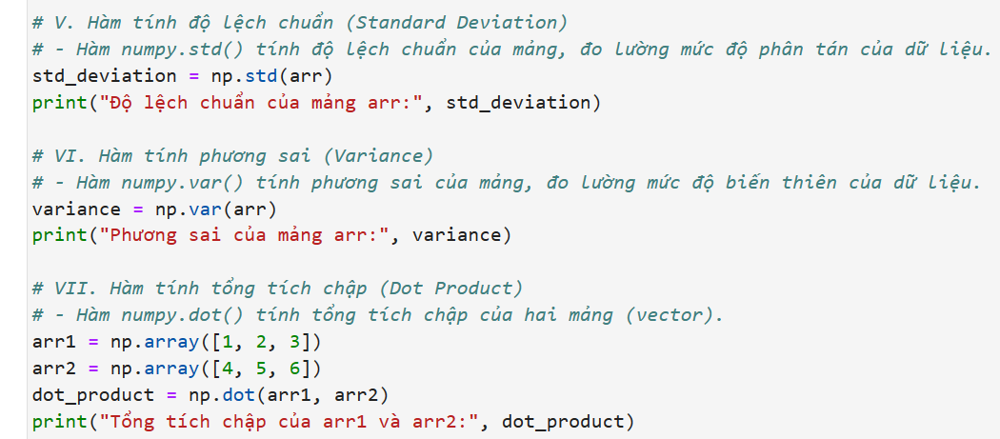 # V. Hàm tính độ lệch chuẩn (Standard Deviation)
# - Hàm numpy.std() tính độ lệch chuẩn của mảng, đo lường mức độ phân tán của dữ liệu.
std_deviation = np.std(arr)
print("Độ lệch chuẩn của mảng arr:", std_deviation)
# VI. Hàm tính phương sai (Variance)
# - Hàm numpy.var() tính phương sai của mảng, đo lường mức độ biến thiên của dữ liệu.
variance = np.var(arr)
print("Phương sai của mảng arr:", variance)
# VII. Hàm tính tổng tích chập (Dot Product)
# - Hàm numpy.dot() tính tổng tích chập của hai mảng (vector).
arr1 = np.array([1, 2, 3])
arr2 = np.array([4, 5, 6])
dot_product = np.dot(arr1, arr2)
print("Tổng tích chập của arr1 và arr2:", dot_product)